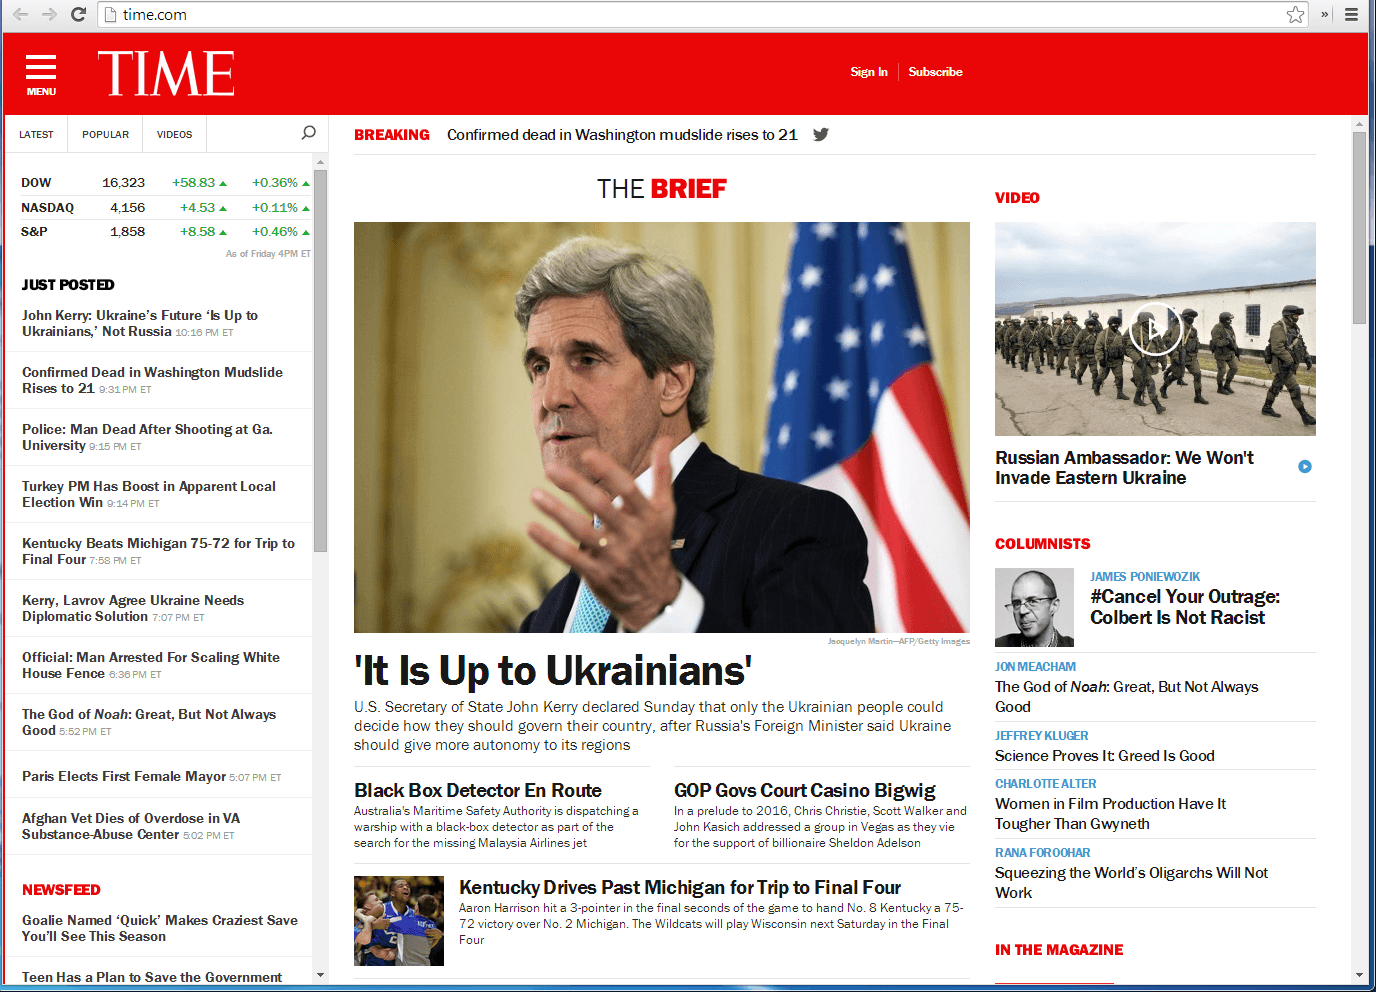 time.com
MENU
TIME
Sign In
Subscribe
LATEST
POPULAR
VIDEOS
DOW 16,323 +58.83 +0.36%
NASDAQ 4,156 +4.53 +0.11%
S&P 1,858 +8.58 +0.46%
As of Friday 4PM ET
JUST POSTED
John Kerry: Ukraine's Future 'Is Up to
Ukrainians,' Not Russia 10:16 PM ET
Confirmed Dead in Washington Mudslide
Rises to 21 9:31 PM ET
Police: Man Dead After Shooting at Ga.
University 9:15 PM ET
Turkey PM Has Boost in Apparent Local
Election Win 9:14 PM ET
Kentucky Beats Michigan 75-72 for Trip to
Final Four 7:58 PM ET
Kerry, Lavrov Agree Ukraine Needs
Diplomatic Solution 7:07 PM ET
Official: Man Arrested For Scaling White
House Fence 6:36 PM ET
The God of Noah: Great, But Not Always
Good 5:52 PM ET
Paris Elects First Female Mayor 5:07 PM ET
Afghan Vet Dies of Overdose in VA
Substance-Abuse Center 5:02 PM ET
NEWSFEED
Goalie Named 'Quick' Makes Craziest Save
You'll See This Season
Teen Has a Plan to Save the Government
BREAKING Confirmed dead in Washington mudslide rises to 21
THE BRIEF
Jacquelyn Martin—AFP/Getty Images
'It Is Up to Ukrainians'
U.S. Secretary of State John Kerry declared Sunday that only the Ukrainian people could
decide how they should govern their country, after Russia's Foreign Minister said Ukraine
should give more autonomy to its regions
Black Box Detector En Route
Australia's Maritime Safety Authority is dispatching a
warship with a black-box detector as part of the
search for the missing Malaysia Airlines jet
GOP Govs Court Casino Bigwig
In a prelude to 2016, Chris Christie, Scott Walker and
John Kasich addressed a group in Vegas as they vie
for the support of billionaire Sheldon Adelson
Kentucky Drives Past Michigan for Trip to Final Four
Aaron Harrison hit a 3-pointer in the final seconds of the game to hand No. 8 Kentucky a 75-
72 victory over No. 2 Michigan. The Wildcats will play Wisconsin next Saturday in the Final
Four
VIDEO
Russian Ambassador: We Won't
Invade Eastern Ukraine
COLUMNISTS
JAMES PONIEWOZIK
#Cancel Your Outrage:
Colbert Is Not Racist
JON MEACHAM
The God of Noah: Great, But Not Always
Good
JEFFREY KLUGER
Science Proves It: Greed Is Good
CHARLOTTE ALTER
Women in Film Production Have It
Tougher Than Gwyneth
RANA FOROOHAR
Squeezing the World's Oligarchs Will Not
Work
IN THE MAGAZINE